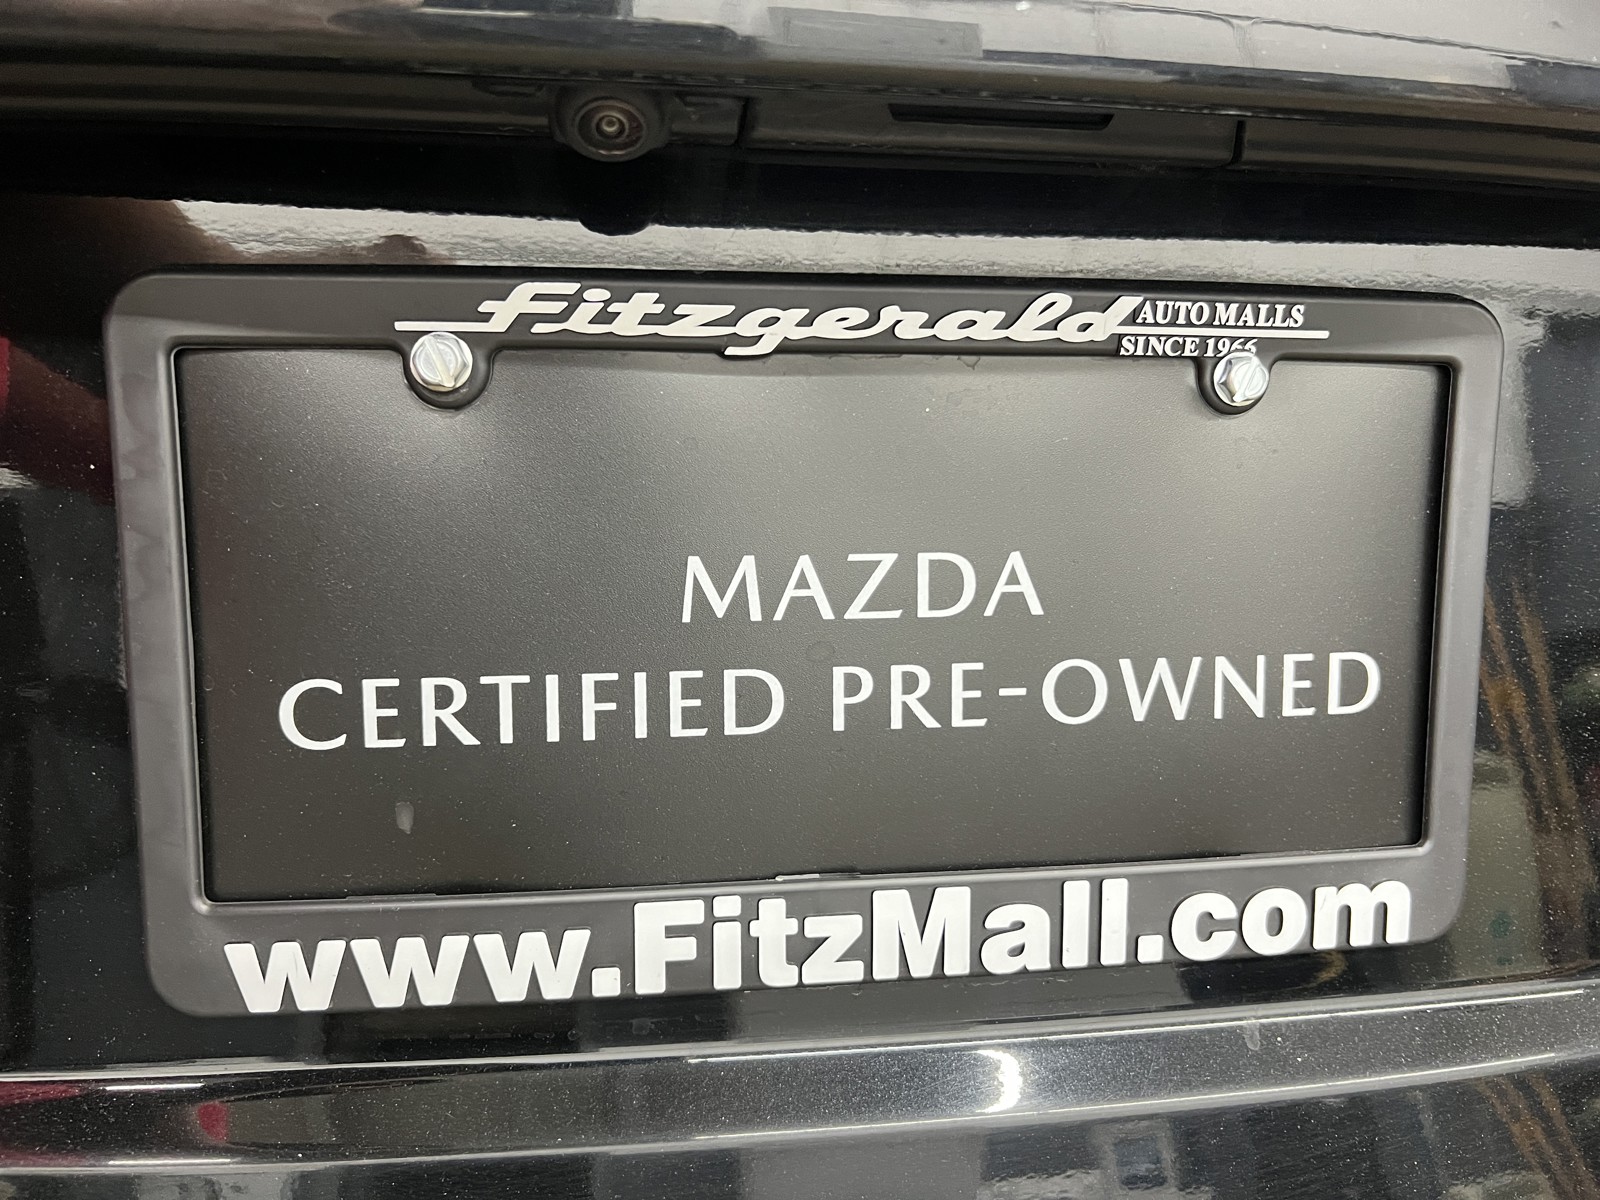 Fitzgerald AUTO MALLS
SINCE 1966
MAZDA
CERTIFIED PRE-OWNED
www.FitzMall.com